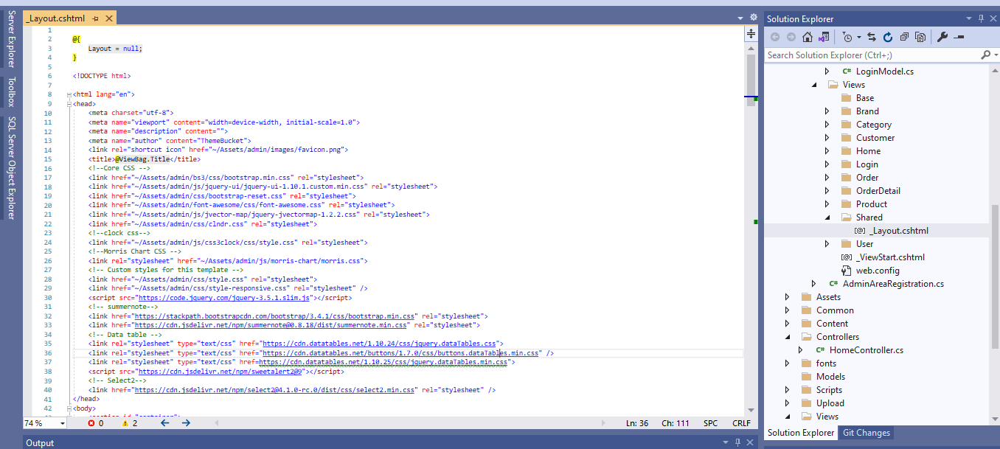 Server Explorer
Toolbox
SQL Server Object Explorer
_Layout.cshtml
1
2 @{
3 Layout = null;
4 }
5
6 <!DOCTYPE html>
7
8 <html lang="en">
9 <head>
10 <meta charset="utf-8">
11 <meta name="viewport" content="width=device-width, initial-scale=1.0">
12 <meta name="description" content="">
13 <meta name="author" content="ThemeBucket">
14 <link rel="shortcut icon" href="~/Assets/admin/images/favicon.png">
15 <title>@ViewBag.Title</title>
16 <!--Core CSS -->
17 <link href="~/Assets/admin/bs3/css/bootstrap.min.css" rel="stylesheet">
18 <link href="~/Assets/admin/js/jquery-ui/jquery-ui-1.10.1.custom.min.css" rel="stylesheet">
19 <link href="~/Assets/admin/css/bootstrap-reset.css" rel="stylesheet">
20 <link href="~/Assets/admin/font-awesome/css/font-awesome.css" rel="stylesheet">
21 <link href="~/Assets/admin/js/jvector-map/jquery-jvectormap-1.2.2.css" rel="stylesheet">
22 <link href="~/Assets/admin/css/clndr.css" rel="stylesheet">
23 <!--clock css-->
24 <link href="~/Assets/admin/js/css3clock/css/style.css" rel="stylesheet">
25 <!--Morris Chart CSS -->
26 <link rel="stylesheet" href="~/Assets/admin/js/morris-chart/morris.css">
27 <!-- Custom styles for this template -->
28 <link href="~/Assets/admin/css/style.css" rel="stylesheet">
29 <link href="~/Assets/admin/css/style-responsive.css" rel="stylesheet" />
30 <script src="https://code.jquery.com/jquery-3.5.1.slim.js"></script>
31 <!-- summernote-->
32 <link href="https://stackpath.bootstrapcdn.com/bootstrap/3.4.1/css/bootstrap.min.css" rel="stylesheet">
33 <link href="https://cdn.jsdelivr.net/npm/summernote@0.8.18/dist/summernote.min.css" rel="stylesheet">
34 <!-- Data table -->
35 <link rel="stylesheet" type="text/css" href="https://cdn.datatables.net/1.10.24/css/jquery.dataTables.css">
36 <link rel="stylesheet" type="text/css" href="https://cdn.datatables.net/buttons/1.7.0/css/buttons.dataTables.min.css" />
37 <link rel="stylesheet" type="text/css" href=https://cdn.datatables.net/1.10.25/css/jquery.dataTables.min.css">
38 <script src="https://cdn.jsdelivr.net/npm/sweetalert2@9"></script>
39 <!-- Select2-->
40 <link href="https://cdn.jsdelivr.net/npm/select2@4.1.0-rc.0/dist/css/select2.min.css" rel="stylesheet" />
41 </head>
42 <body>
74 %
0
2
Ln: 36
Ch: 111
SPC
CRLF
Output
Solution Explorer
Search Solution Explorer (Ctrl+;)
C# LoginModel.cs
Views
Base
Brand
Category
Customer
Home
Login
Order
OrderDetail
Product
Shared
[@] _Layout.cshtml
User
[@] _ViewStart.cshtml
web.config
C# AdminAreaRegistration.cs
Assets
Common
Content
Controllers
C# HomeController.cs
fonts
Models
Scripts
Upload
Views
Solution Explorer
Git Changes